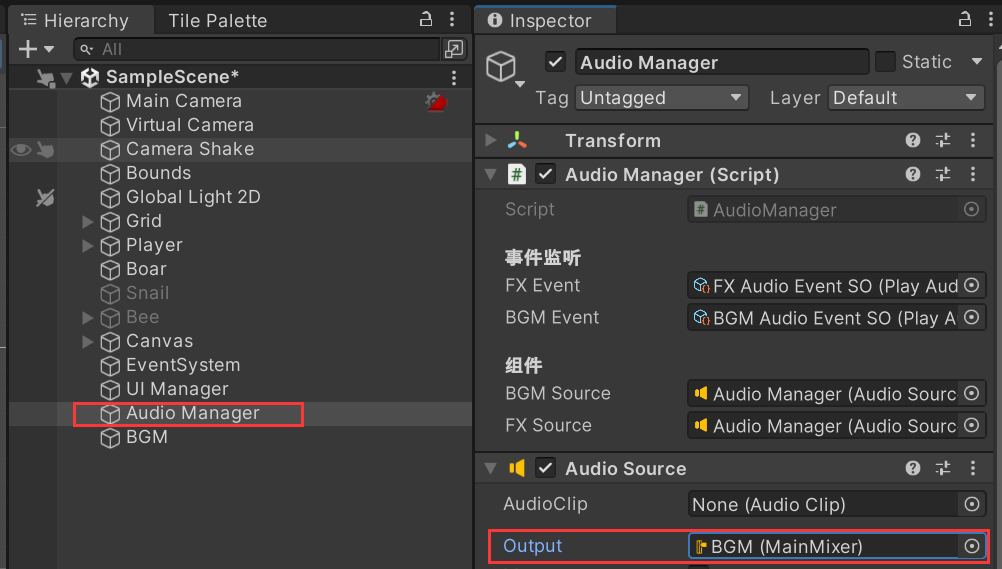 Hierarchy
Tile Palette
All
SampleScene*
Main Camera
Virtual Camera
Camera Shake
Bounds
Global Light 2D
Grid
Player
Boar
Snail
Bee
Canvas
EventSystem
UI Manager
Audio Manager
BGM
Inspector
Audio Manager
Static
Tag Untagged
Layer Default
Transform
# Audio Manager (Script)
Script # AudioManager
事件监听
FX Event FX Audio Event SO (Play Aud
BGM Event BGM Audio Event SO (Play A
组件
BGM Source Audio Manager (Audio Sourc
FX Source Audio Manager (Audio Sourc
Audio Source
AudioClip None (Audio Clip)
Output BGM (MainMixer)